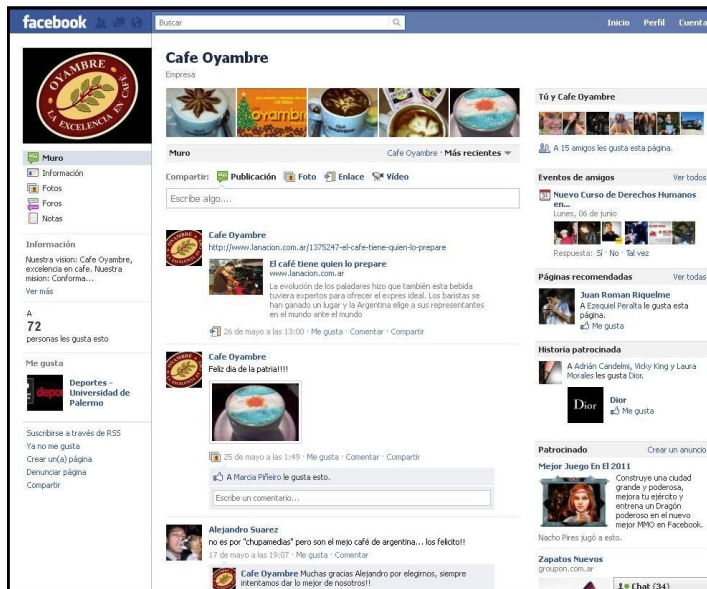 facebook
Buscar
Inicio Perfil Cuenta
OYAMBRE
LA EXCELENCIA EN CAFÉ
Muro
Información
Fotos
Foros
Notas
Información
Nuestra vision: Cafe Oyambre,
excelencia en cafe. Nuestra
mision: Conforma...
Ver más
A
72
personas les gusta esto
Me gusta
Deportes -
Universidad de
Palermo
Suscribirse a través de RSS
Ya no me gusta
Crear un(a) página
Denunciar página
Compartir
Cafe Oyambre
Empresa
Muro
Cafe Oyambre · Más recientes
Compartir: Publicación Foto Enlace Vídeo
Escribe algo....
Cafe Oyambre
http://www.lanacion.com.ar/1375247-el-cafe-tiene-quien-lo-prepare
El café tiene quien lo prepare
www.lanacion.com.ar
La evolución de los paladares hizo que también esta bebida
tuviera expertos para ofrecer el expres ideal. Los baristas se
han ganado un lugar y la Argentina elige a sus representantes
en el mundo ante el mundo
26 de mayo a las 13:00 · Me gusta · Comentar · Compartir
Cafe Oyambre
Feliz dia de la patria!!!!
25 de mayo a las 1:49 · Me gusta · Comentar · Compartir
A Marcia Piñeiro le gusta esto.
Escribe un comentario...
Alejandro Suarez
no es por "chupamedias" pero son el mejo café de argentina... los felicito!!
17 de mayo a las 19:07 · Me gusta · Comentar
Cafe Oyambre Muchas gracias Alejandro por elegirnos, siempre
intentamos dar lo mejor de nosotros!!
Tú y Cafe Oyambre
A 15 amigos les gusta esta página.
Eventos de amigos Ver todos
31
Nuevo Curso de Derechos Humanos
en...
Lunes, 06 de junio
Respuesta: Sí · No · Tal vez
Páginas recomendadas Ver todas
Juan Roman Riquelme
A Ezequiel Peralta le gusta esta
página.
Me gusta
Historia patrocinada
A Adrián Candelmi, Vicky King y Laura
Morales les gusta Dior.
Dior
Dior
Me gusta
Patrocinado Crear un anuncio
Mejor Juego En El 2011
Construye una ciudad
grande y poderosa,
mejora tu ejército y
entrena un Dragón
poderoso en el nuevo
mejor MMO en Facebook.
Nacho Pires jugó a esto.
Zapatos Nuevos
groupon.com.ar
Chat (34)